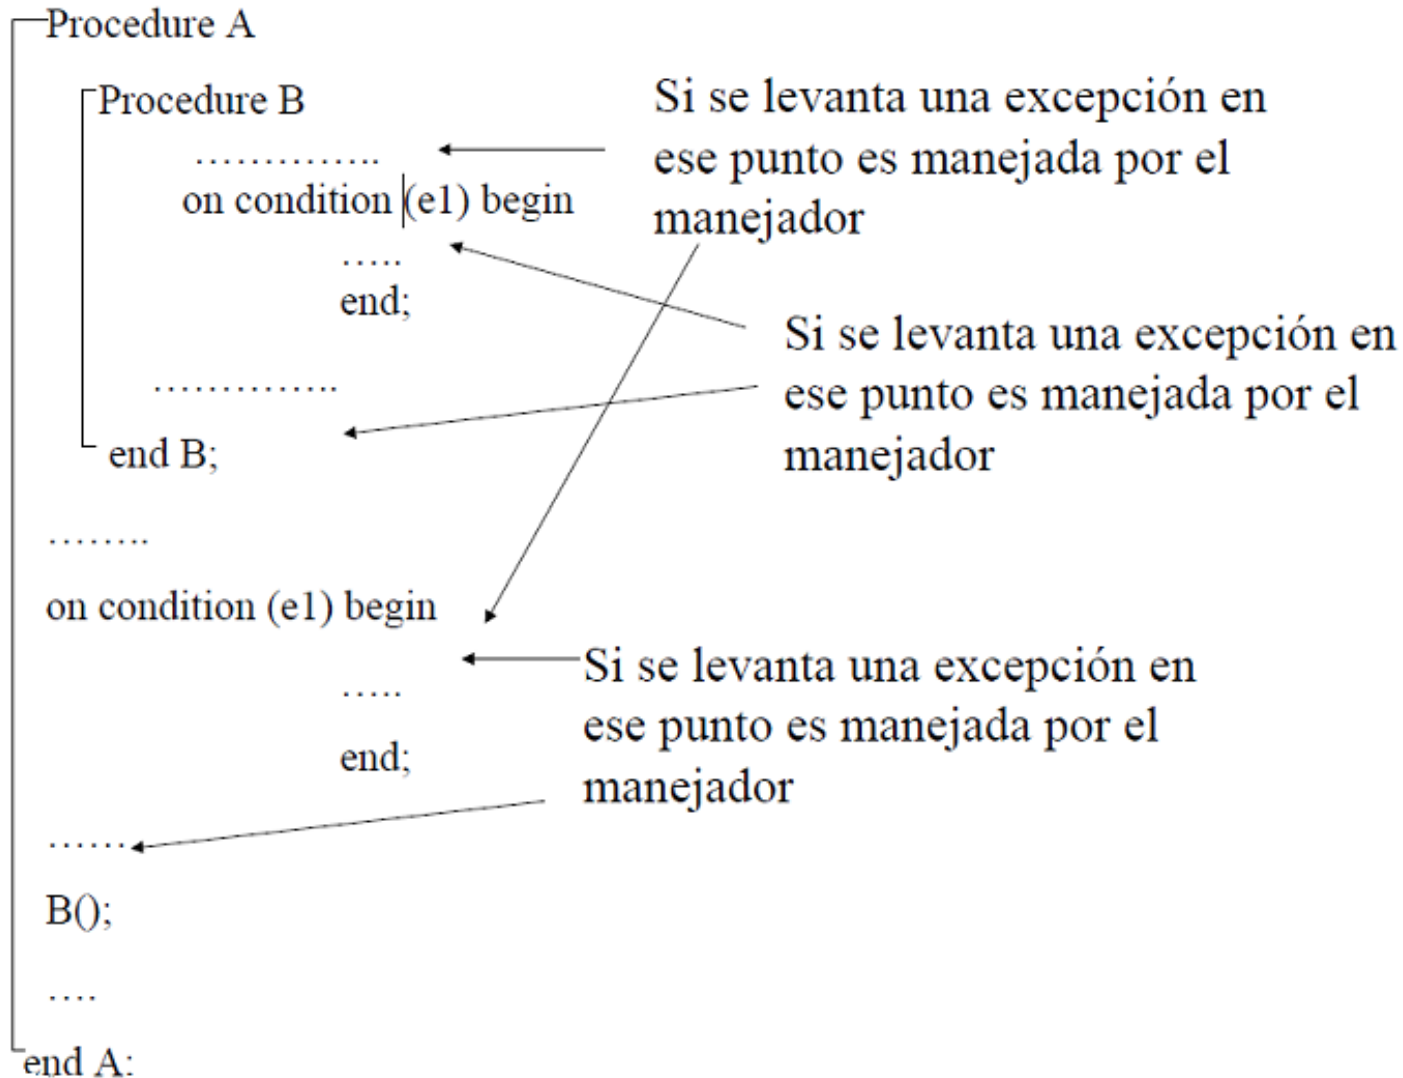 Procedure A
Procedure B
…………..
on condition (e1) begin
…..
end;
…………..
end B;
……..
on condition (e1) begin
…..
end;
……
B();
….
end A:
Si se levanta una excepción en
ese punto es manejada por el
manejador
Si se levanta una excepción en
ese punto es manejada por el
manejador
Si se levanta una excepción en
ese punto es manejada por el
manejador